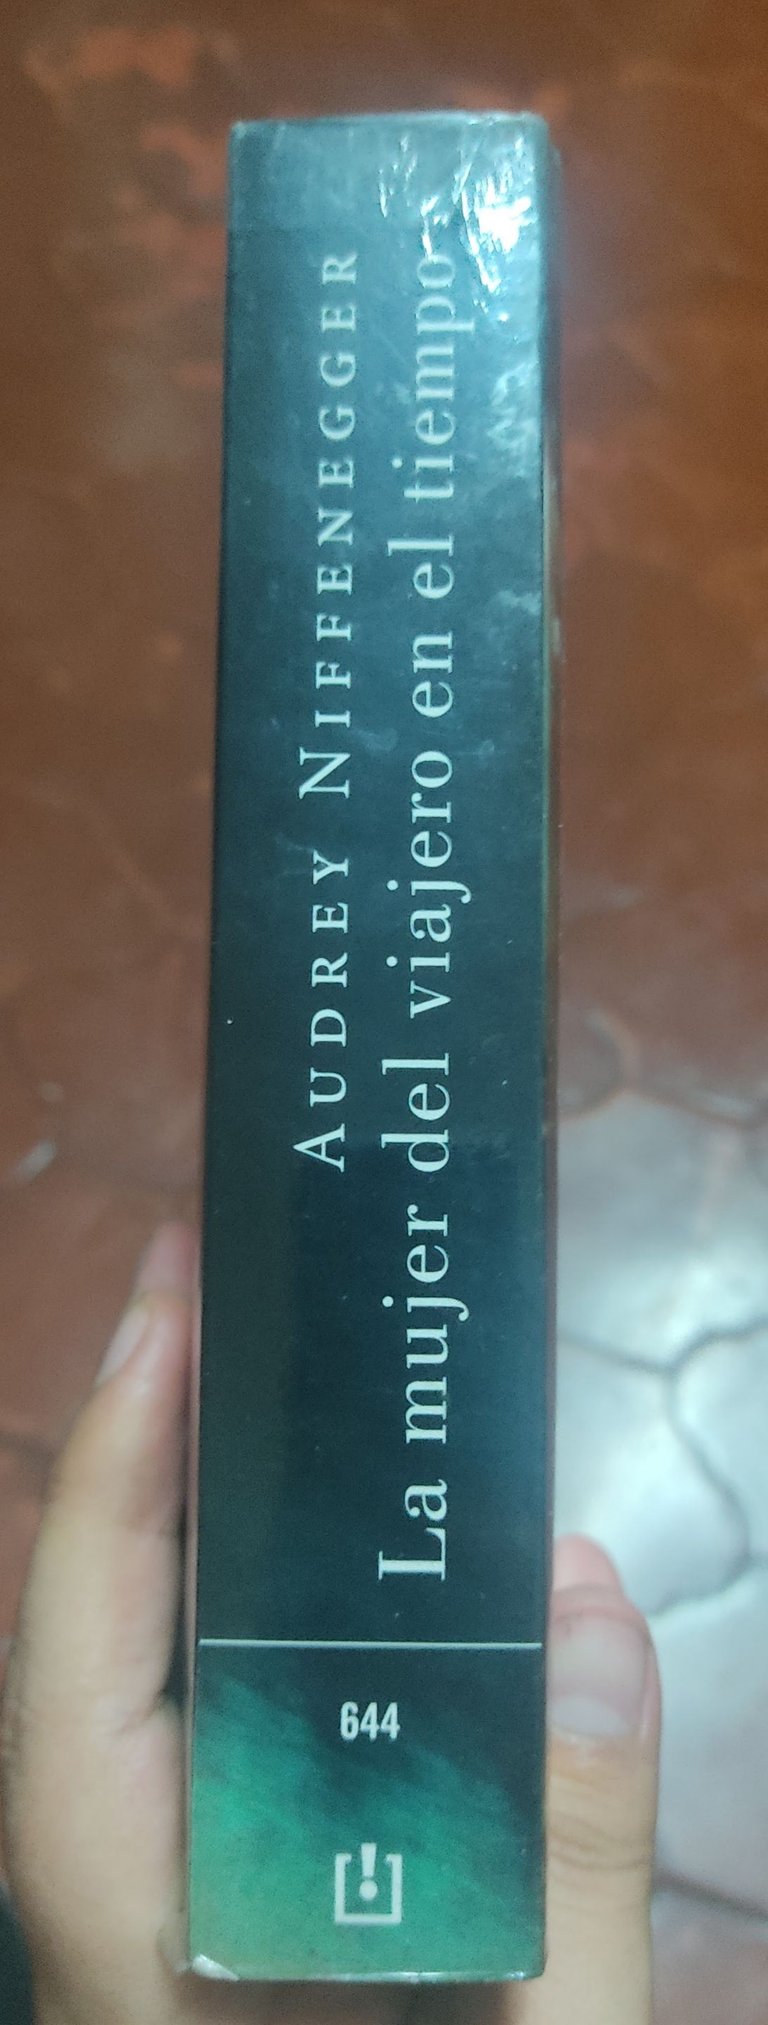 AUDREY NIFFENEGGER
La mujer del viajero en el tiempo
644